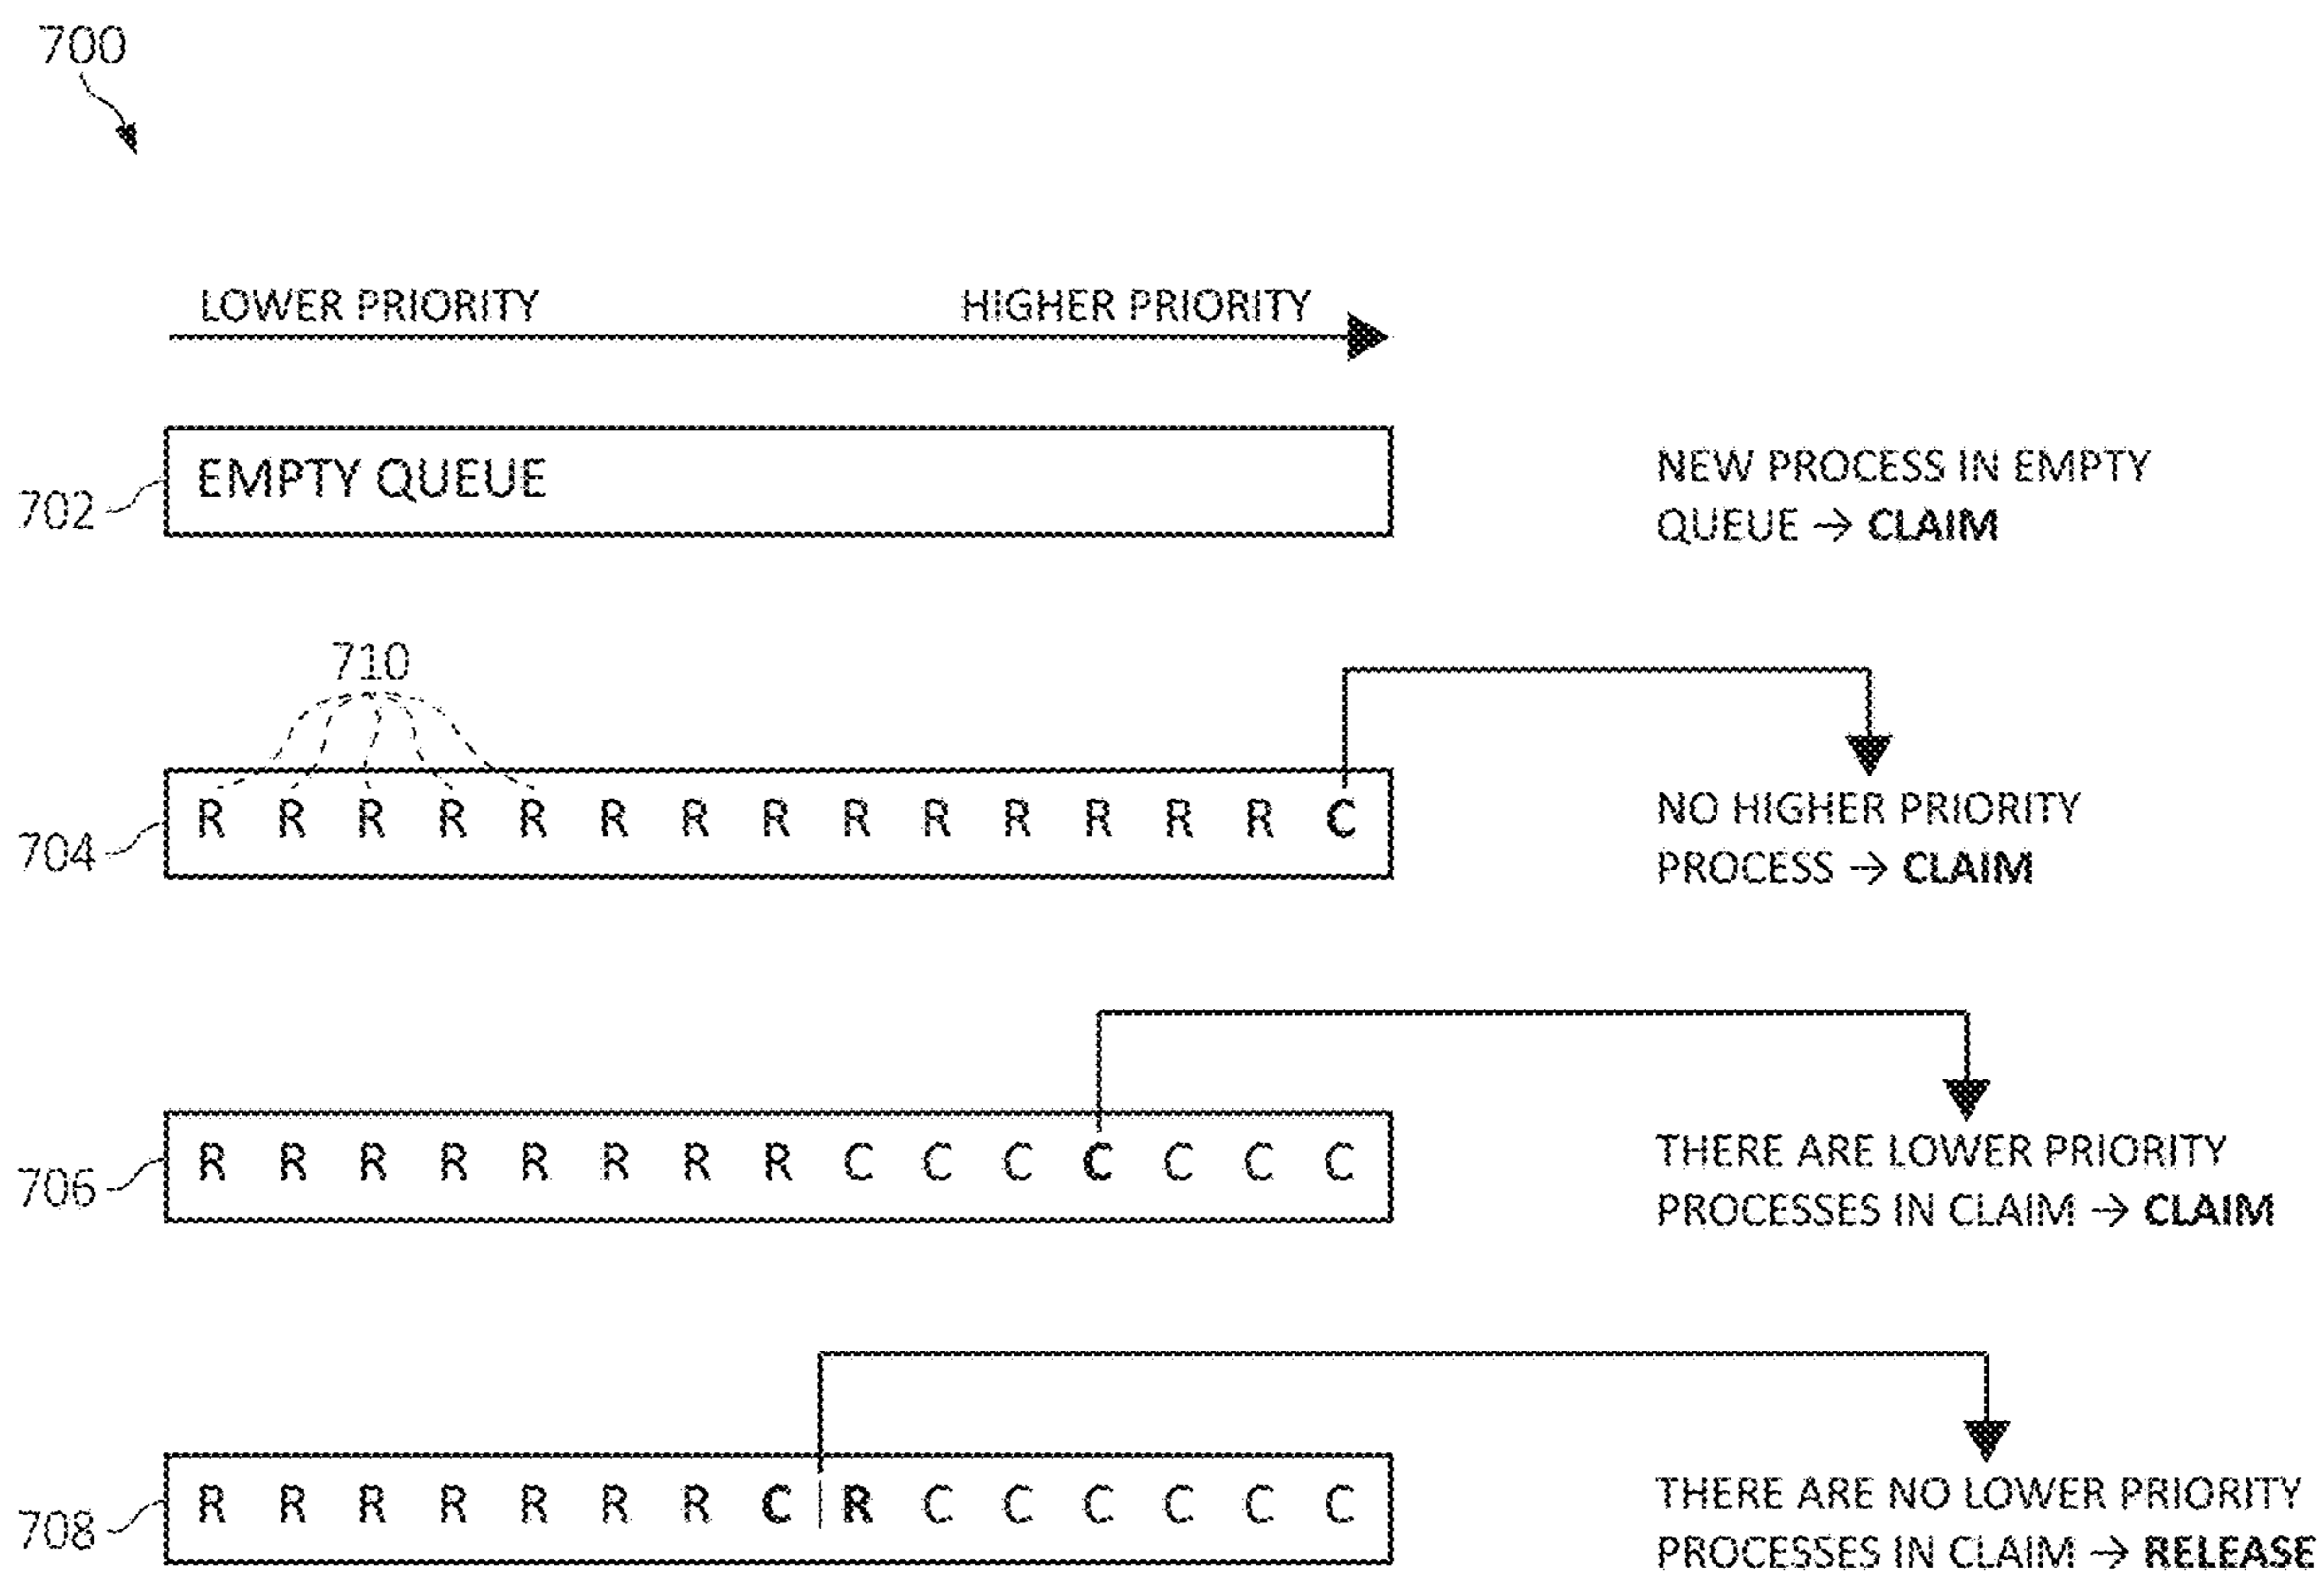 700
LOWER PRIORITY HIGHER PRIORITY
EMPTY QUEUE
702
NEW PROCESS IN EMPTY
QUEUE → CLAIM
710
R R R R R R R R R R R R R R C
704
NO HIGHER PRIORITY
PROCESS → CLAIM
R R R R R R R R C C C C C C C
706
THERE ARE LOWER PRIORITY
PROCESSES IN CLAIM → CLAIM
R R R R R R R C R C C C C C C
708
THERE ARE NO LOWER PRIORITY
PROCESSES IN CLAIM → RELEASE